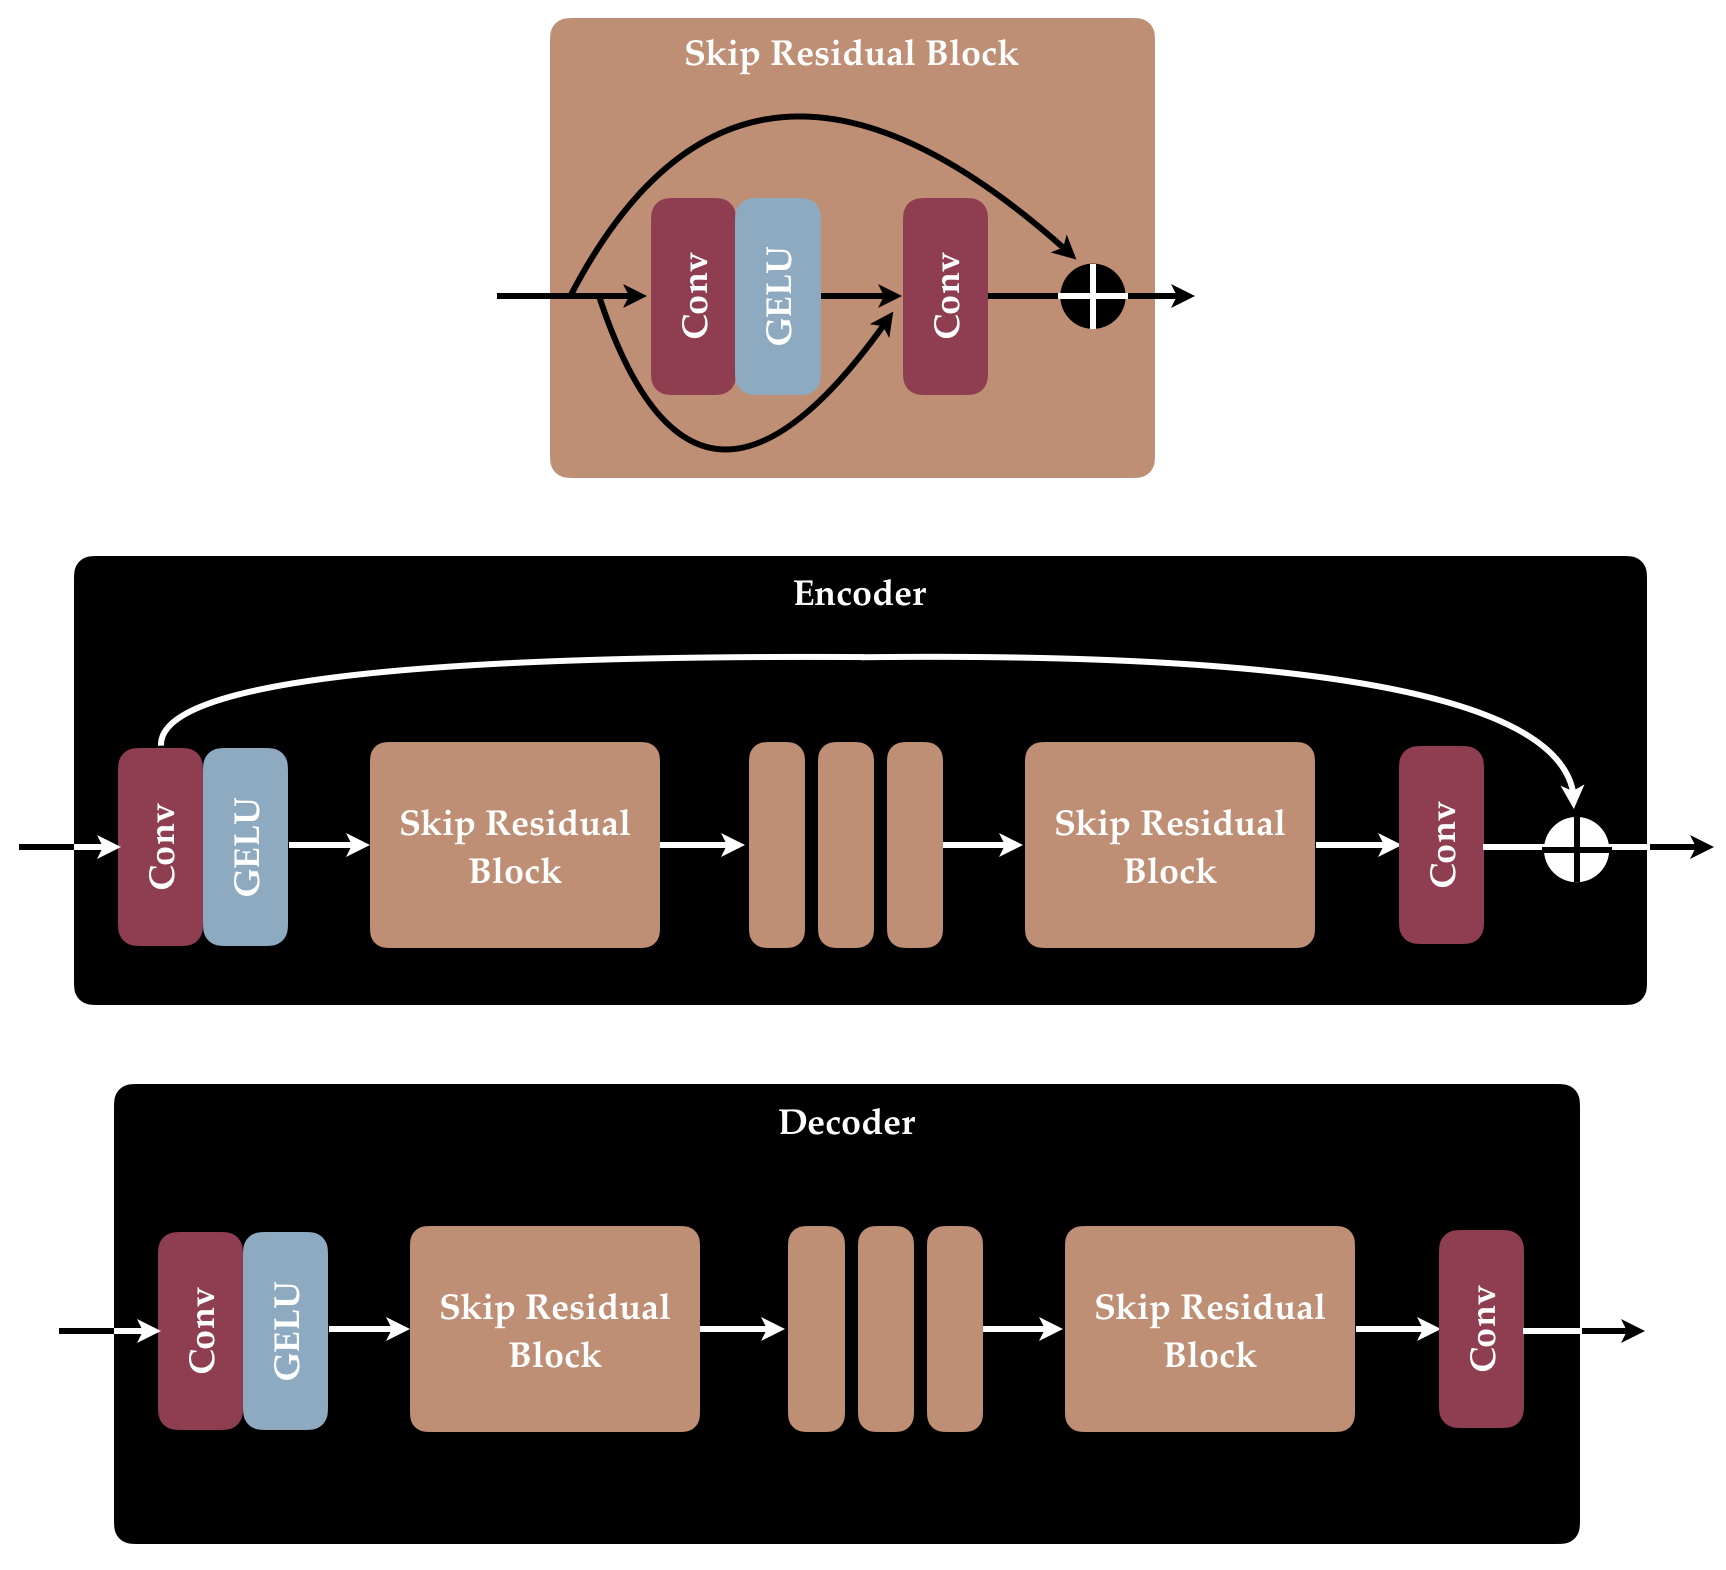 Skip Residual Block
Conv
GELU
Conv
Encoder
Conv
GELU
Skip Residual
Block
Skip Residual
Block
Conv
Decoder
Conv
GELU
Skip Residual
Block
Skip Residual
Block
Conv